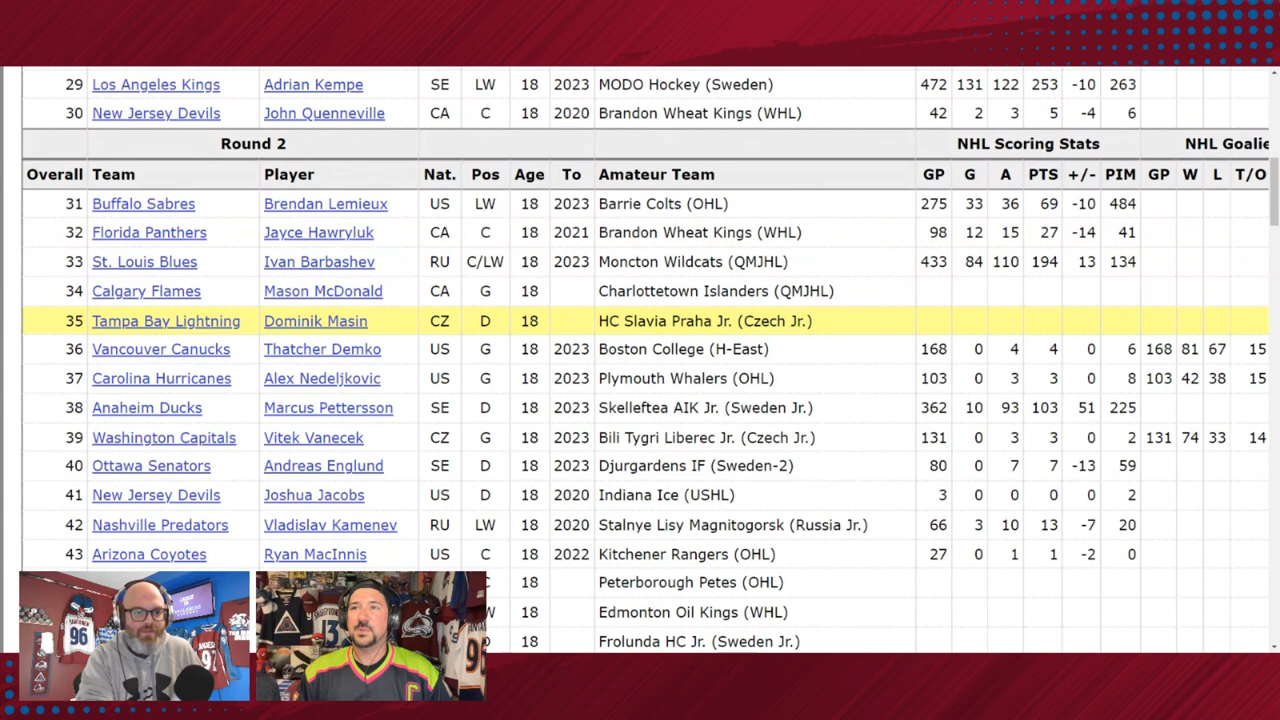 29 Los Angeles Kings Adrian Kempe SE LW 18 2023 MODO Hockey (Sweden) 472 131 122 253 -10 263
30 New Jersey Devils John Quenneville CA C 18 2020 Brandon Wheat Kings (WHL) 42 2 3 5 -4 6
Round 2 NHL Scoring Stats NHL Goalie
Overall Team Player Nat. Pos Age To Amateur Team GP G A PTS +/- PIM GP W L T/O
31 Buffalo Sabres Brendan Lemieux US LW 18 2023 Barrie Colts (OHL) 275 33 36 69 -10 484
32 Florida Panthers Jayce Hawryluk CA C 18 2021 Brandon Wheat Kings (WHL) 98 12 15 27 -14 41
33 St. Louis Blues Ivan Barbashev RU C/LW 18 2023 Moncton Wildcats (QMJHL) 433 84 110 194 13 134
34 Calgary Flames Mason McDonald CA G 18 Charlottetown Islanders (QMJHL)
35 Tampa Bay Lightning Dominik Masin CZ D 18 HC Slavia Praha Jr. (Czech Jr.)
36 Vancouver Canucks Thatcher Demko US G 18 2023 Boston College (H-East) 168 0 4 4 0 6 168 81 67 15
37 Carolina Hurricanes Alex Nedeljkovic US G 18 2023 Plymouth Whalers (OHL) 103 0 3 3 0 8 103 42 38 15
38 Anaheim Ducks Marcus Pettersson SE D 18 2023 Skelleftea AIK Jr. (Sweden Jr.) 362 10 93 103 51 225
39 Washington Capitals Vitek Vanecek CZ G 18 2023 Bili Tygri Liberec Jr. (Czech Jr.) 131 0 3 3 0 2 131 74 33 14
40 Ottawa Senators Andreas Englund SE D 18 2023 Djurgardens IF (Sweden-2) 80 0 7 7 -13 59
41 New Jersey Devils Joshua Jacobs US D 18 2020 Indiana Ice (USHL) 3 0 0 0 0 2
42 Nashville Predators Vladislav Kamenev RU LW 18 2020 Stalnye Lisy Magnitogorsk (Russia Jr.) 66 3 10 13 -7 20
43 Arizona Coyotes Ryan MacInnis US C 18 2022 Kitchener Rangers (OHL) 27 0 1 1 -2 0
18 Peterborough Petes (OHL)
18 Edmonton Oil Kings (WHL)
18 Frolunda HC Jr. (Sweden Jr.)
96
13
C